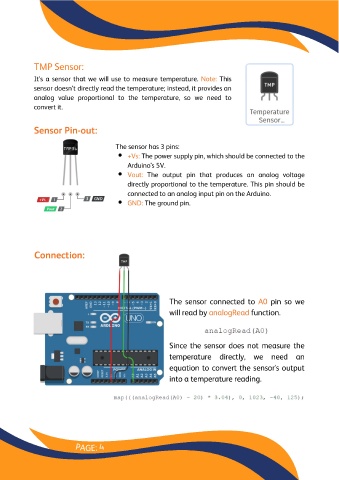 TMP Sensor:
It's a sensor that we will use to measure temperature. Note: This
sensor doesn't directly read the temperature; instead, it provides an
analog value proportional to the temperature, so we need to
convert it.
TMP
Temperature
Sensor...
Sensor Pin-out:
The sensor has 3 pins:
• +Vs: The power supply pin, which should be connected to the
Arduino's 5V.
• Vout: The output pin that produces an analog voltage
directly proportional to the temperature. This pin should be
connected to an analog input pin on the Arduino.
• GND: The ground pin.
Connection:
TMP
UNO
ARDUINO
The sensor connected to A0 pin so we
will read by analogRead function.
analogRead(A0)
Since the sensor does not measure the
temperature directly, we need an
equation to convert the sensor's output
into a temperature reading.
map(((analogRead(A0) - 20) * 3.04), 0, 1023, -40, 125);
PAGE: 4